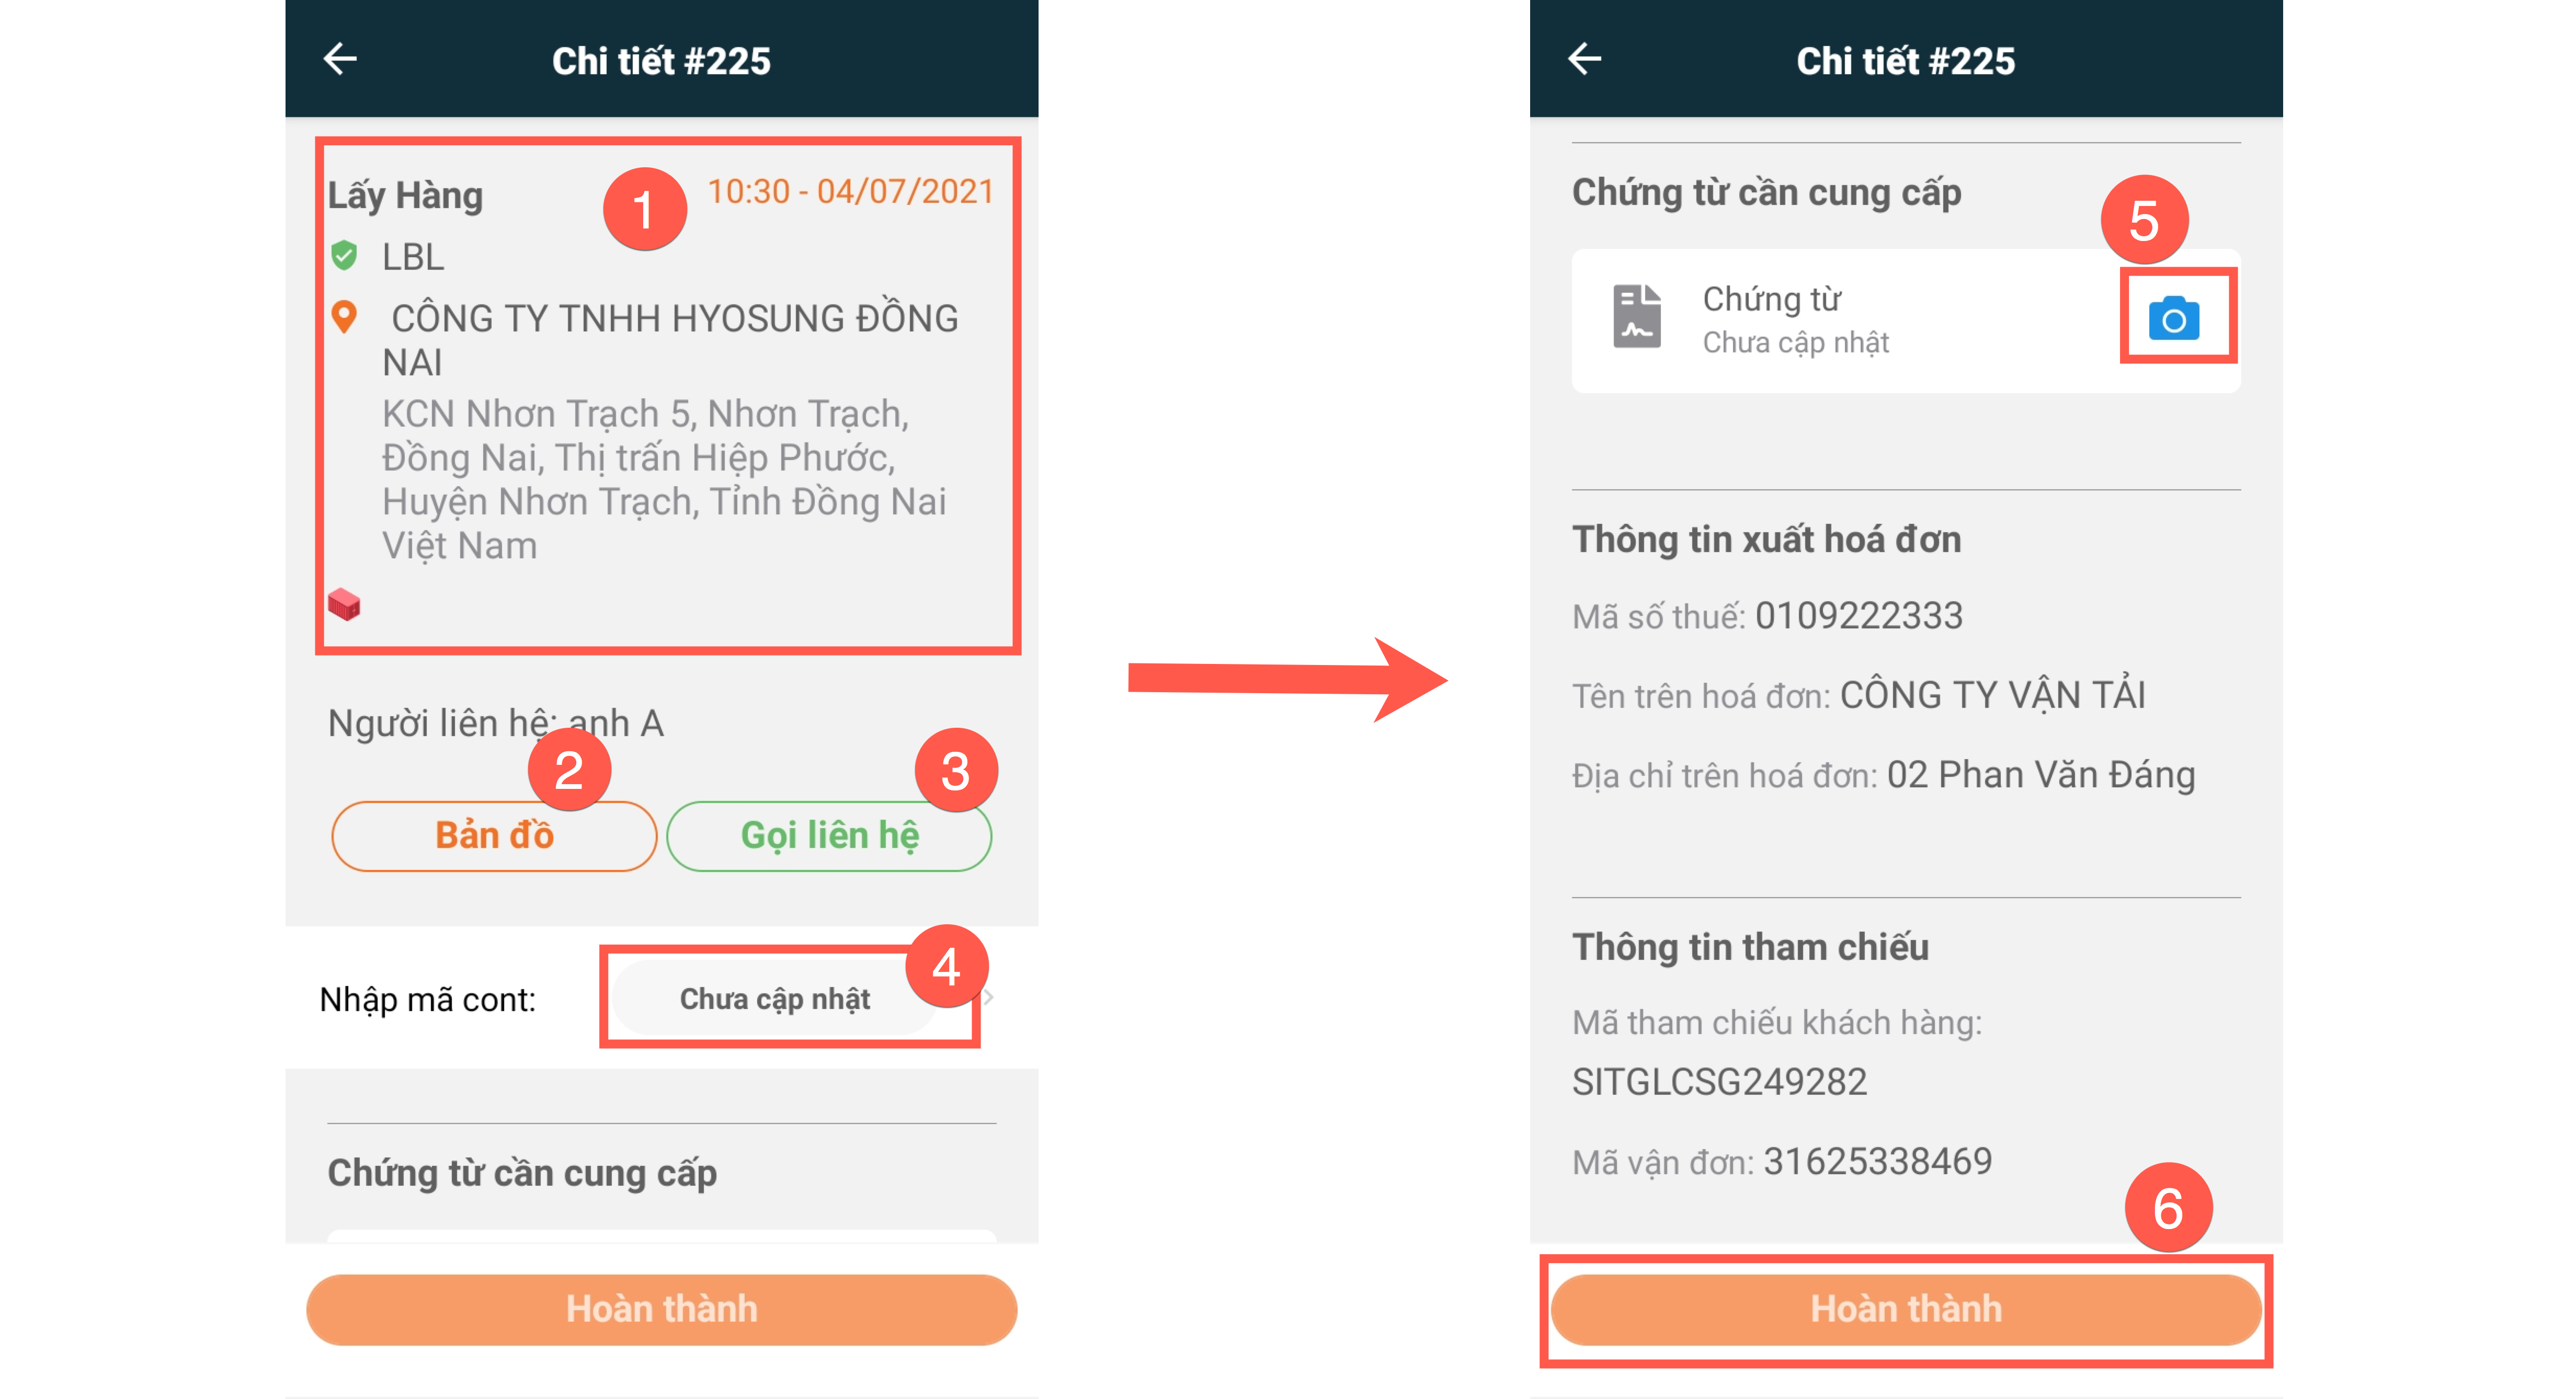 Chi tiết #225
1
Lấy Hàng
10:30 - 04/07/2021
LBL
CÔNG TY TNHH HYOSUNG ĐỒNG
NAI
KCN Nhơn Trạch 5, Nhơn Trạch,
Đồng Nai, Thị trấn Hiệp Phước,
Huyện Nhơn Trạch, Tỉnh Đồng Nai
Việt Nam
Người liên hệ: anh A
2
3
Bản đồ
Gọi liên hệ
4
Nhập mã cont:
Chưa cập nhật
Chứng từ cần cung cấp
Hoàn thành
Chi tiết #225
Chứng từ cần cung cấp
5
Chứng từ
Chưa cập nhật
Thông tin xuất hoá đơn
Mã số thuế: 0109222333
Tên trên hoá đơn: CÔNG TY VẬN TẢI
Địa chỉ trên hoá đơn: 02 Phan Văn Đáng
Thông tin tham chiếu
Mã tham chiếu khách hàng:
SITGLCSG249282
Mã vận đơn: 31625338469
6
Hoàn thành